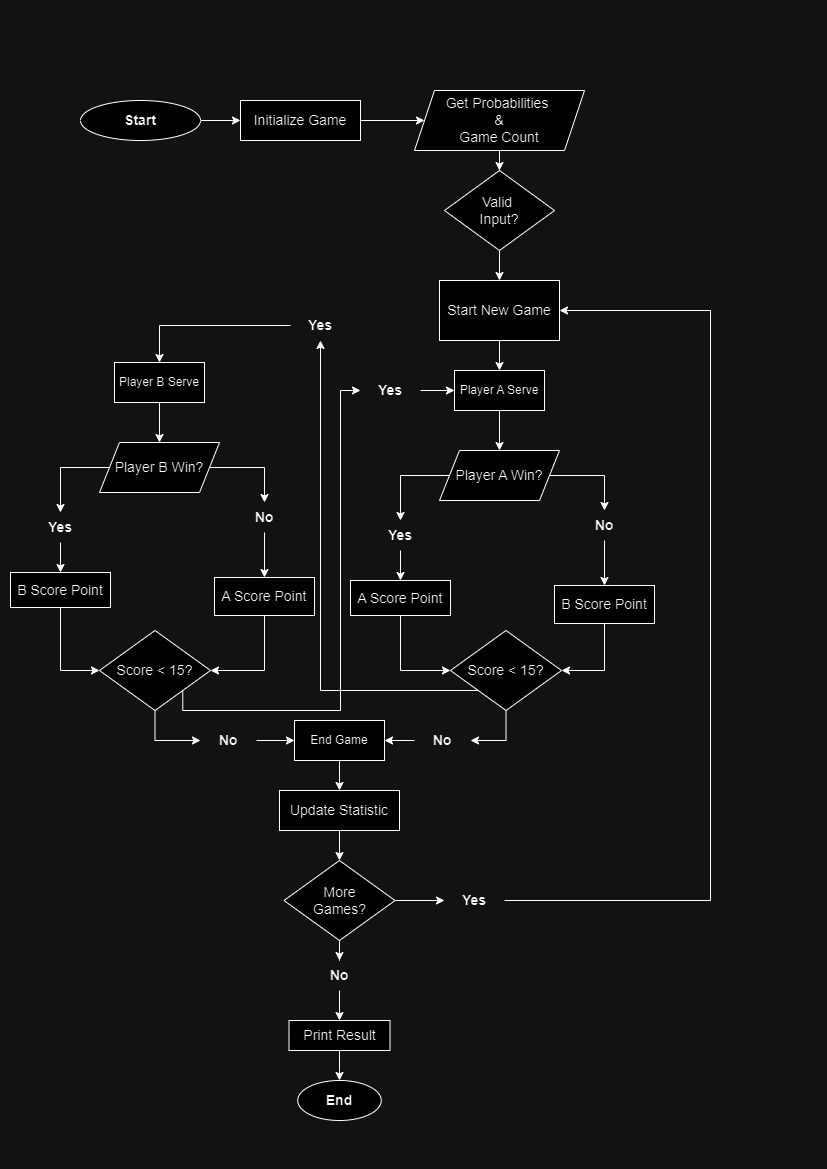 Start
Initialize Game
Get Probabilities
&
Game Count
Valid
Input?
Start New Game
Yes
Player B Serve
Yes
Player A Serve
Player B Win?
Player A Win?
Yes
No
Yes
No
B Score Point
A Score Point
A Score Point
B Score Point
Score < 15?
Score < 15?
No
End Game
No
Update Statistic
More
Games?
Yes
No
Print Result
End